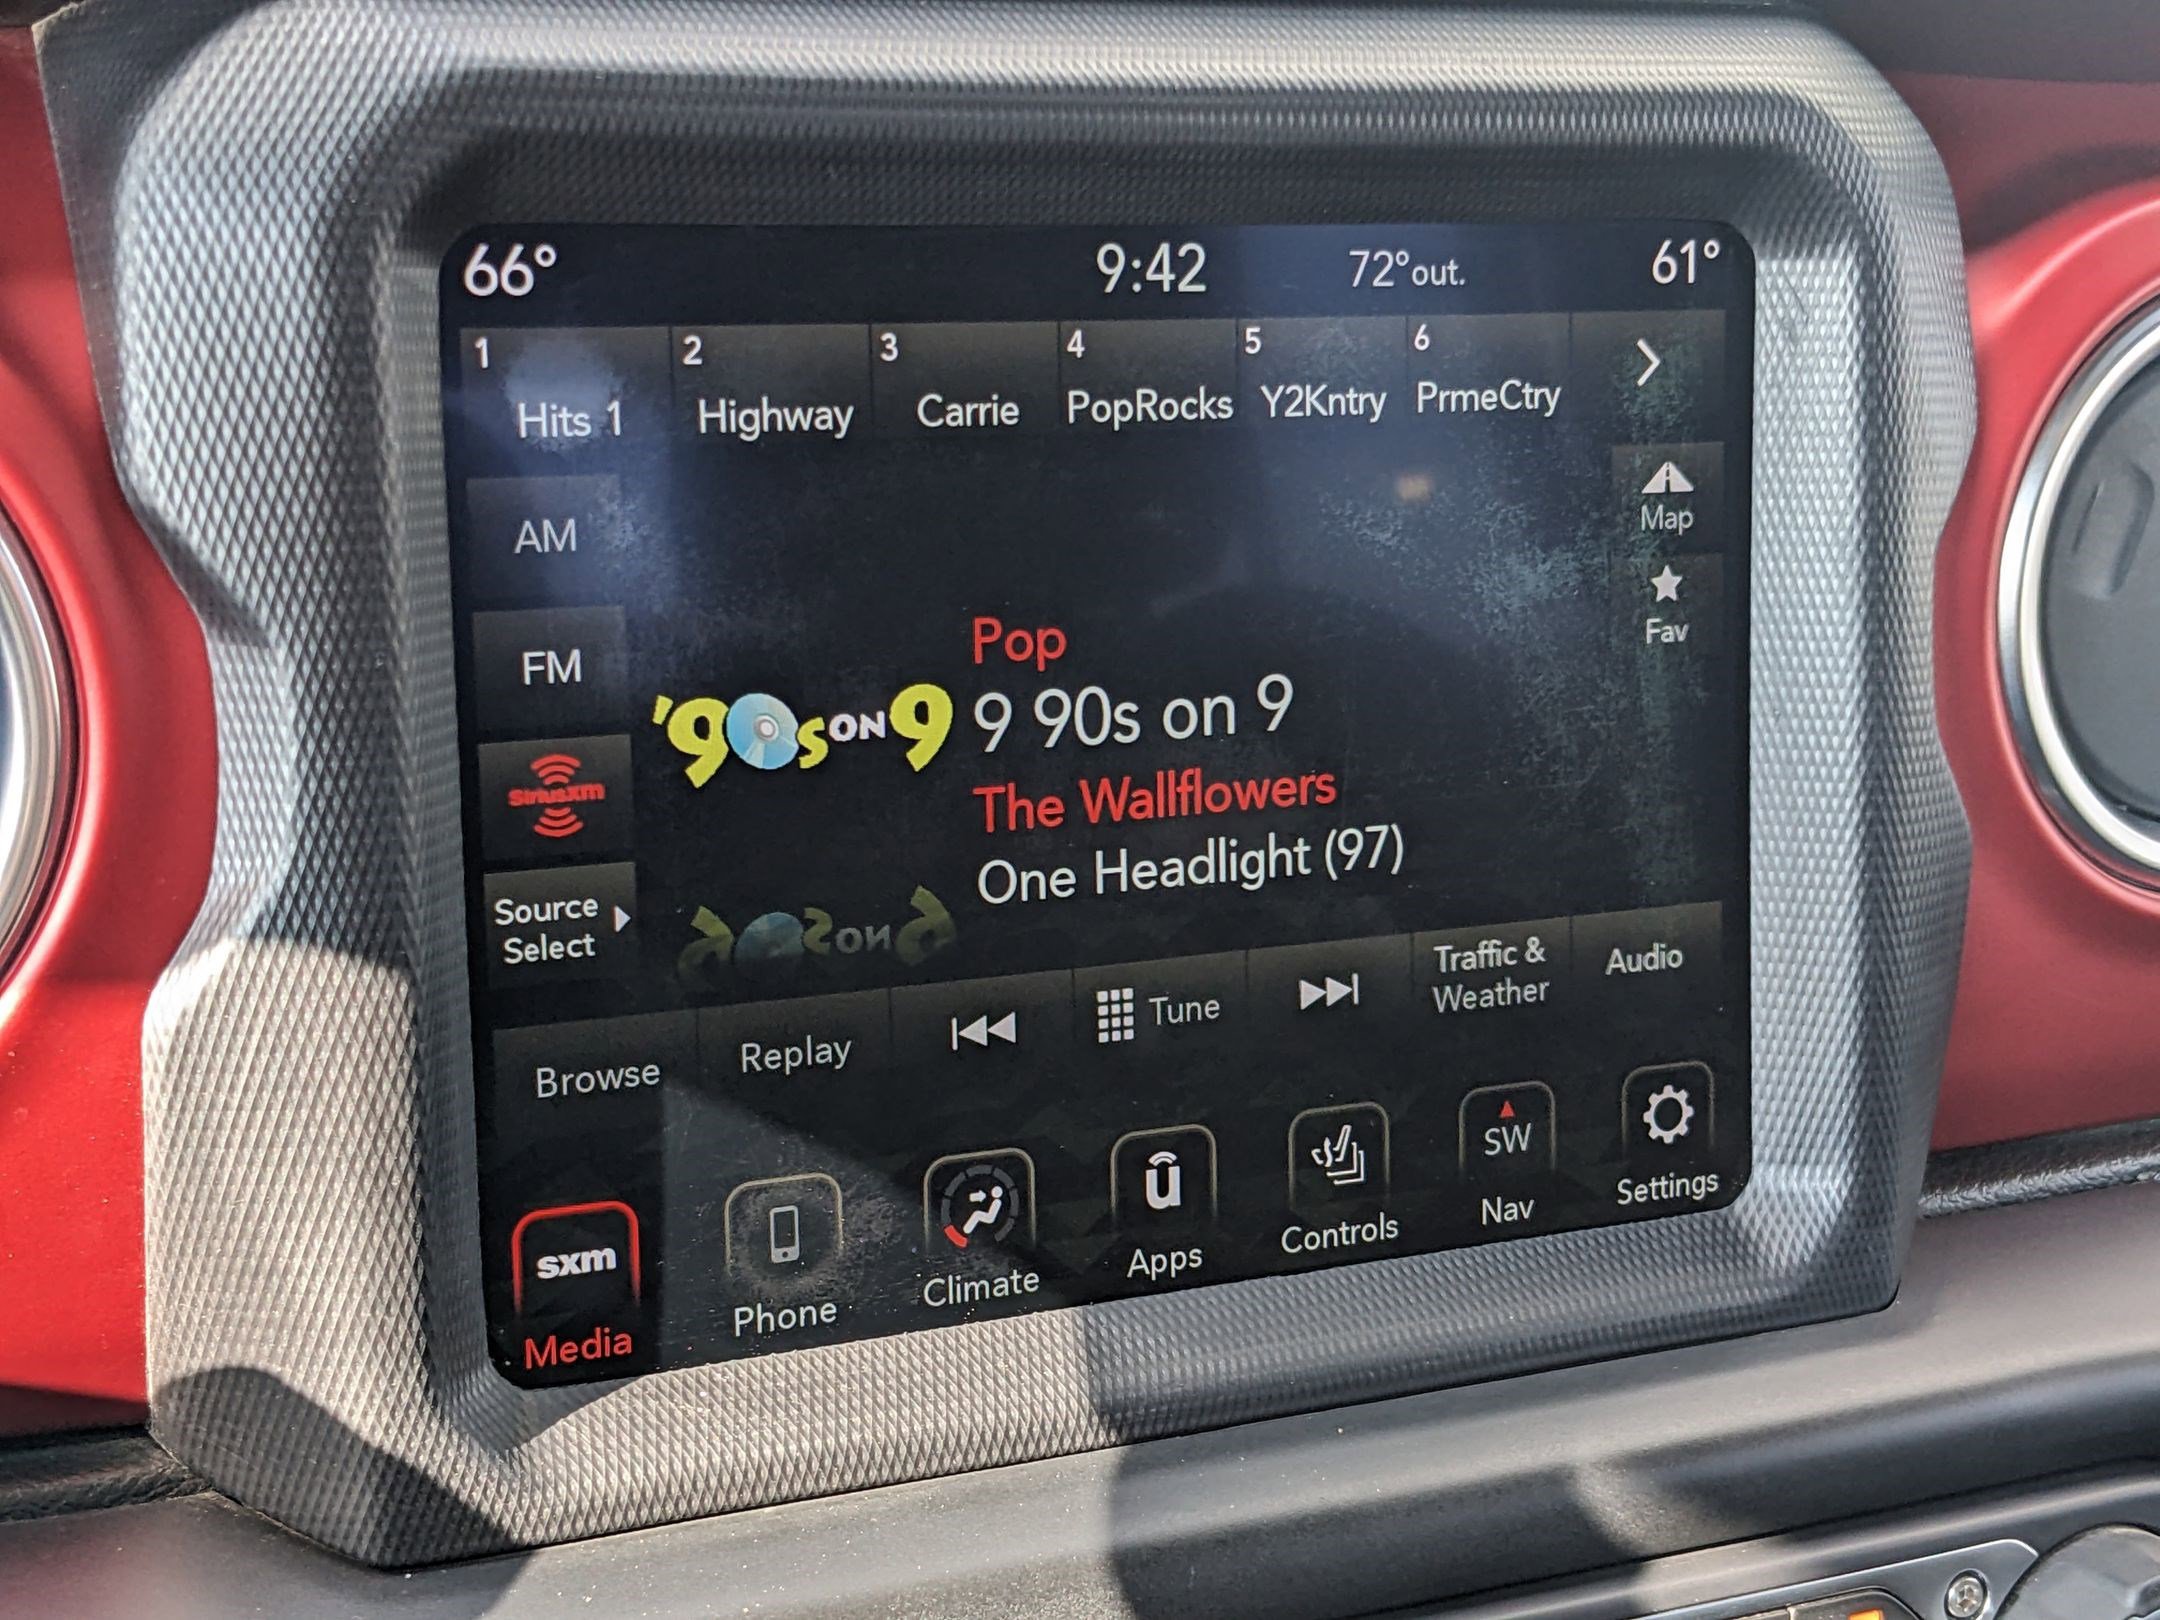 66° 9:42 72°out. 61°
1 2 3 4 5 6
Hits 1 Highway Carrie PopRocks Y2Kntry PrmeCtry
AM
Map
FM
Fav
Pop
'90s ON 9
9 90s on 9
siriusxm
The Wallflowers
One Headlight (97)
Source
Select
Browse Replay Tune
Traffic &
Weather
Audio
sxm
Media
Phone
Climate
u
Apps
Controls
SW
Nav
Settings